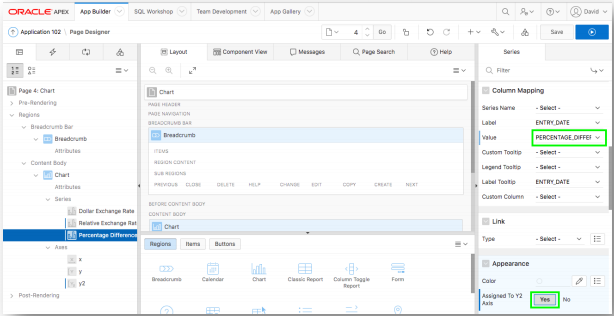 ORACLE APEX App Builder SQL Workshop Team Development App Gallery David
Application 102 \ Page Designer 4 Go Save
Layout Component View Messages Page Search Help Series
Filter
Page 4: Chart
Pre-Rendering
Regions
Breadcrumb Bar
Breadcrumb
Attributes
Content Body
Chart
Attributes
Series
Dollar Exchange Rate
Relative Exchange Rat
Percentage Difference
Axes
x
y
y2
Post-Rendering
Chart
PAGE HEADER
PAGE NAVIGATION
BREADCRUMB BAR
Breadcrumb
ITEMS
REGION CONTENT
SUB REGIONS
PREVIOUS CLOSE DELETE HELP CHANGE EDIT COPY CREATE NEXT
BEFORE CONTENT BODY
CONTENT BODY
Chart
Regions Items Buttons
Breadcrumb Calendar Chart Classic Report Column Toggle Report Form
Column Mapping
Series Name - Select -
Label ENTRY_DATE
Value PERCENTAGE_DIFFER
Custom Tooltip - Select -
Legend Tooltip - Select -
Label Tooltip ENTRY_DATE
Custom Column - Select -
Link
Type - Select -
Appearance
Color
Assigned To Y2 Axis Yes No